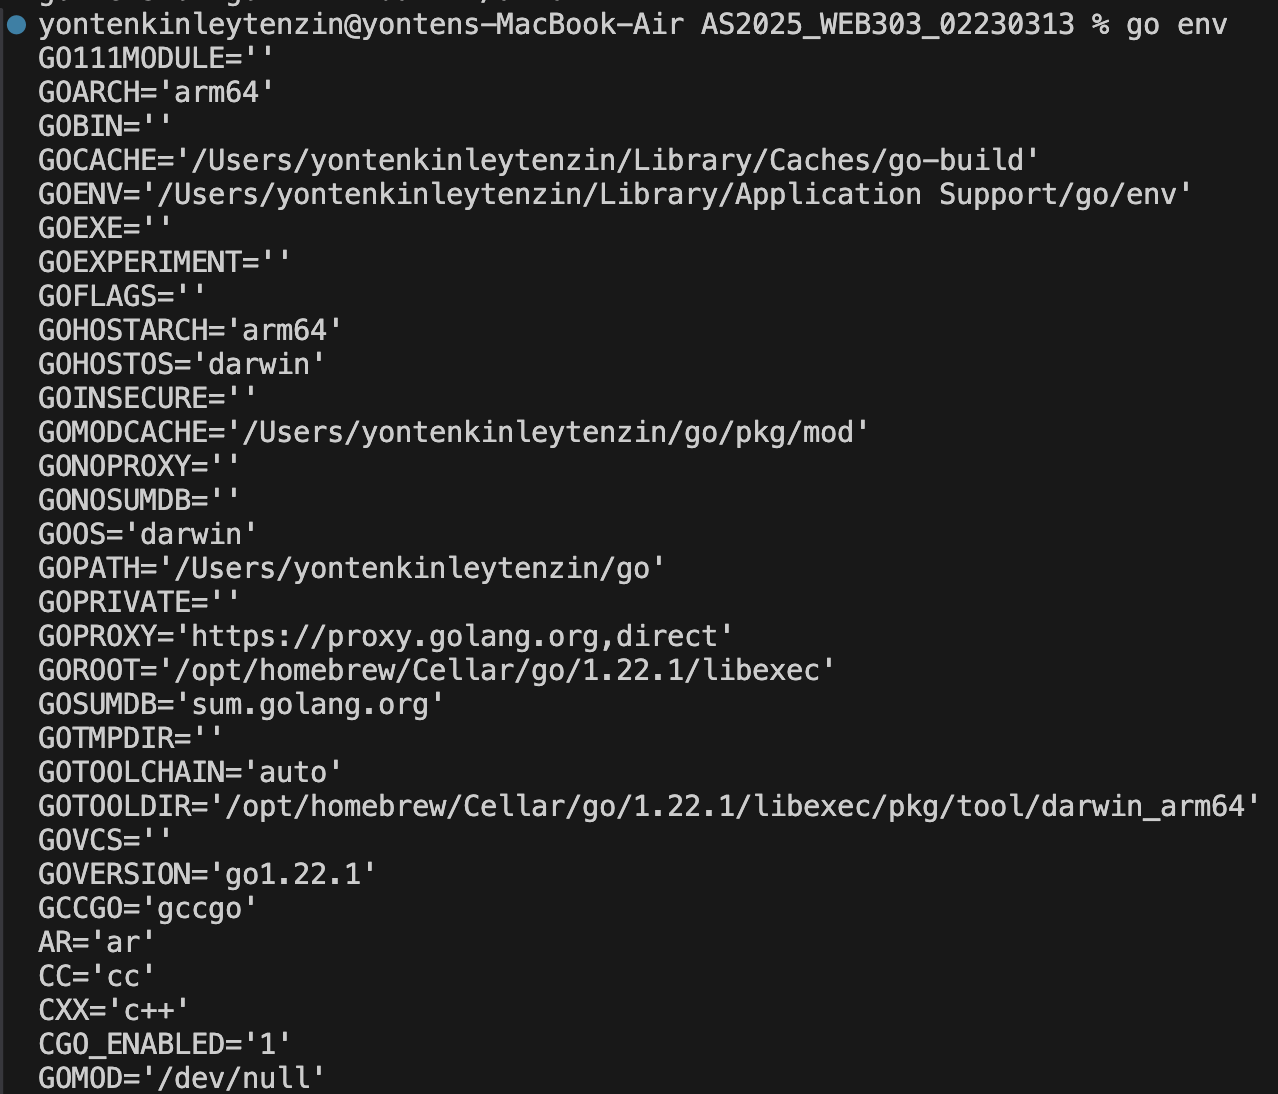 yontenkinleytenzin@yontens-MacBook-Air AS2025_WEB303_02230313 % go env
GO111MODULE=''
GOARCH='arm64'
GOBIN=''
GOCACHE='/Users/yontenkinleytenzin/Library/Caches/go-build'
GOENV='/Users/yontenkinleytenzin/Library/Application Support/go/env'
GOEXE=''
GOEXPERIMENT=''
GOFLAGS=''
GOHOSTARCH='arm64'
GOHOSTOS='darwin'
GOINSECURE=''
GOMODCACHE='/Users/yontenkinleytenzin/go/pkg/mod'
GONOPROXY=''
GONOSUMDB=''
GOOS='darwin'
GOPATH='/Users/yontenkinleytenzin/go'
GOPRIVATE=''
GOPROXY='https://proxy.golang.org,direct'
GOROOT='/opt/homebrew/Cellar/go/1.22.1/libexec'
GOSUMDB='sum.golang.org'
GOTMPDIR=''
GOTOOLCHAIN='auto'
GOTOOLDIR='/opt/homebrew/Cellar/go/1.22.1/libexec/pkg/tool/darwin_arm64'
GOVCS=''
GOVERSION='go1.22.1'
GCCGO='gccgo'
AR='ar'
CC='cc'
CXX='c++'
CGO_ENABLED='1'
GOMOD='/dev/null'